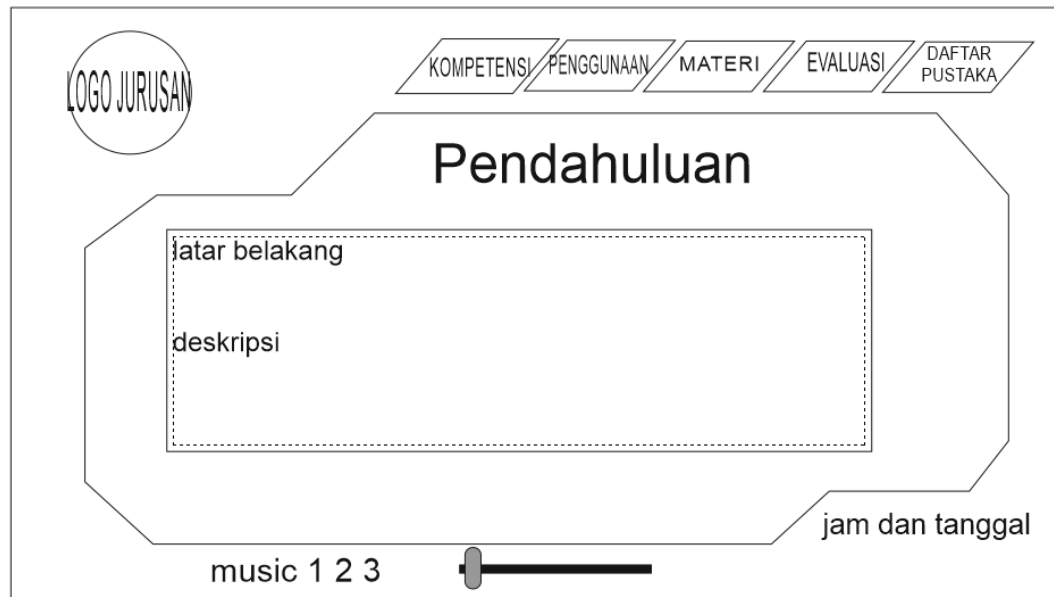 LOGO JURUSAN
KOMPETENSI
PENGGUNAAN
MATERI
EVALUASI
DAFTAR
PUSTAKA
Pendahuluan
latar belakang
deskripsi
jam dan tanggal
music 1 2 3